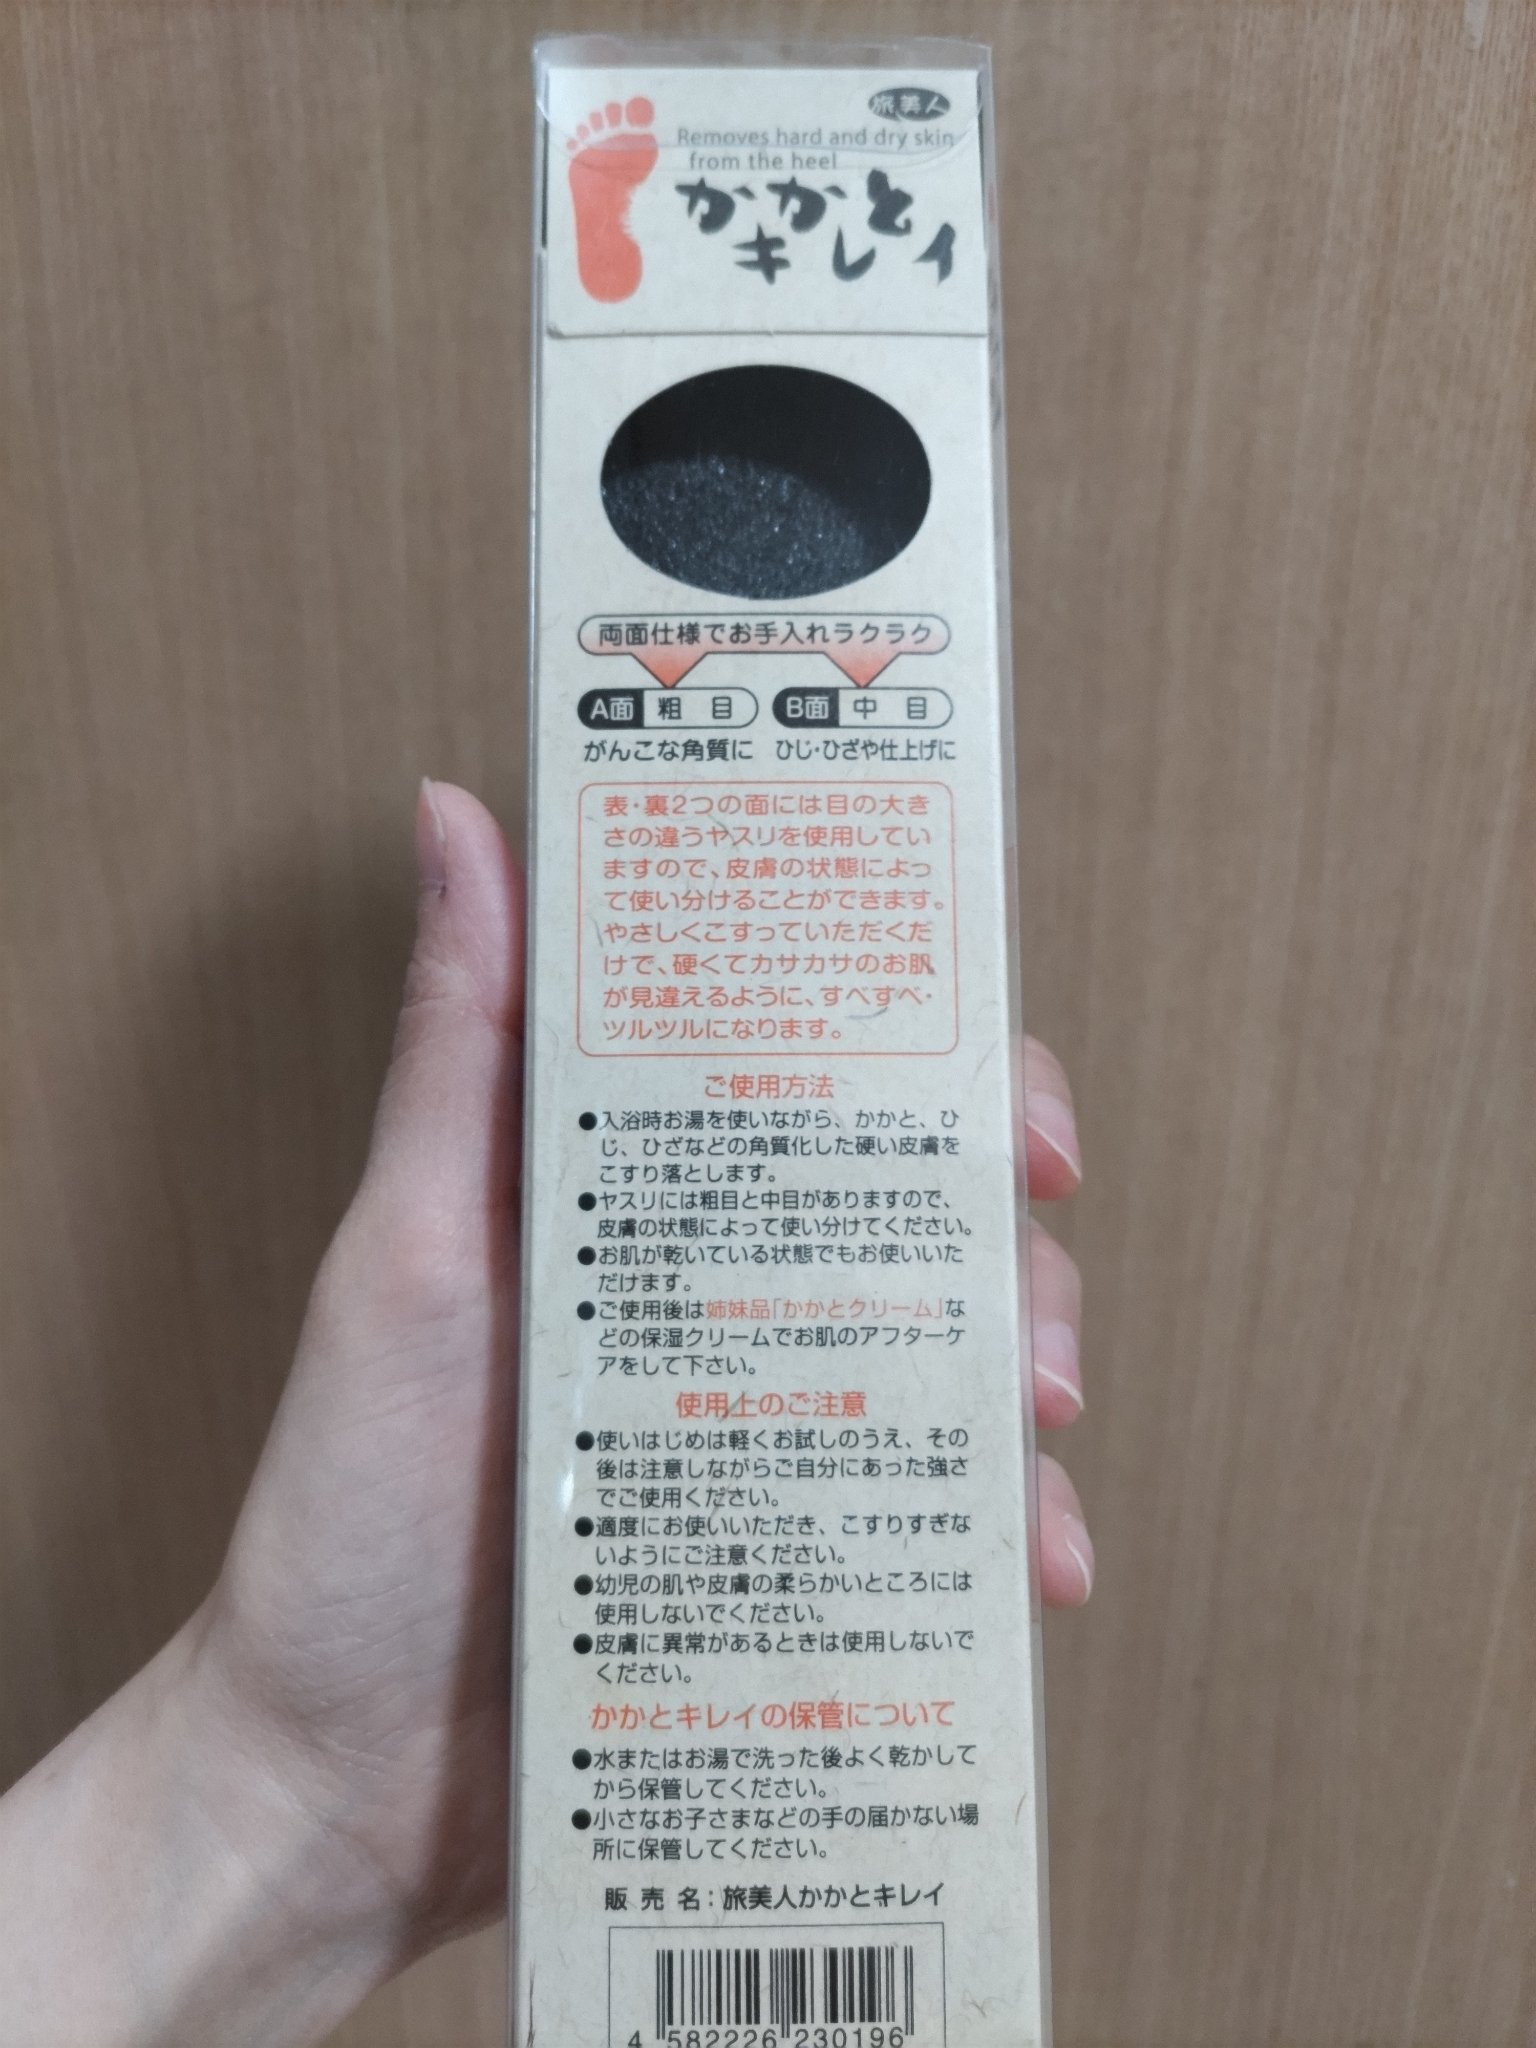 旅美人
Removes hard and dry skin
from the heel
かかと
キレイ
両面仕様でお手入れラクラク
A面 粗目 B面 中目
がんこな角質に ひじ・ひざや仕上げに
表・裏2つの面には目の大き
さの違うヤスリを使用してい
ますので、皮膚の状態によっ
て使い分けることができます。
やさしくこすっていただくだ
けで、硬くてカサカサのお肌
が見違えるように、すべすべ・
ツルツルになります。
ご使用方法
●入浴時お湯を使いながら、かかと、ひ
じ、ひざなどの角質化した硬い皮膚を
こすり落とします。
●ヤスリには粗目と中目がありますので、
皮膚の状態によって使い分けてください。
●お肌が乾いている状態でもお使いいた
だけます。
●ご使用後は姉妹品「かかとクリーム」な
どの保湿クリームでお肌のアフターケ
アをして下さい。
使用上のご注意
●使いはじめは軽くお試しのうえ、その
後は注意しながらご自分にあった強さ
でご使用ください。
●適度にお使いいただき、こすりすぎな
いようにご注意ください。
●幼児の肌や皮膚の柔らかいところには
使用しないでください。
●皮膚に異常があるときは使用しないで
ください。
かかとキレイの保管について
●水またはお湯で洗った後よく乾かして
から保管してください。
●小さなお子さまなどの手の届かない場
所に保管してください。
販売名：旅美人かかとキレイ
4 582226 230196